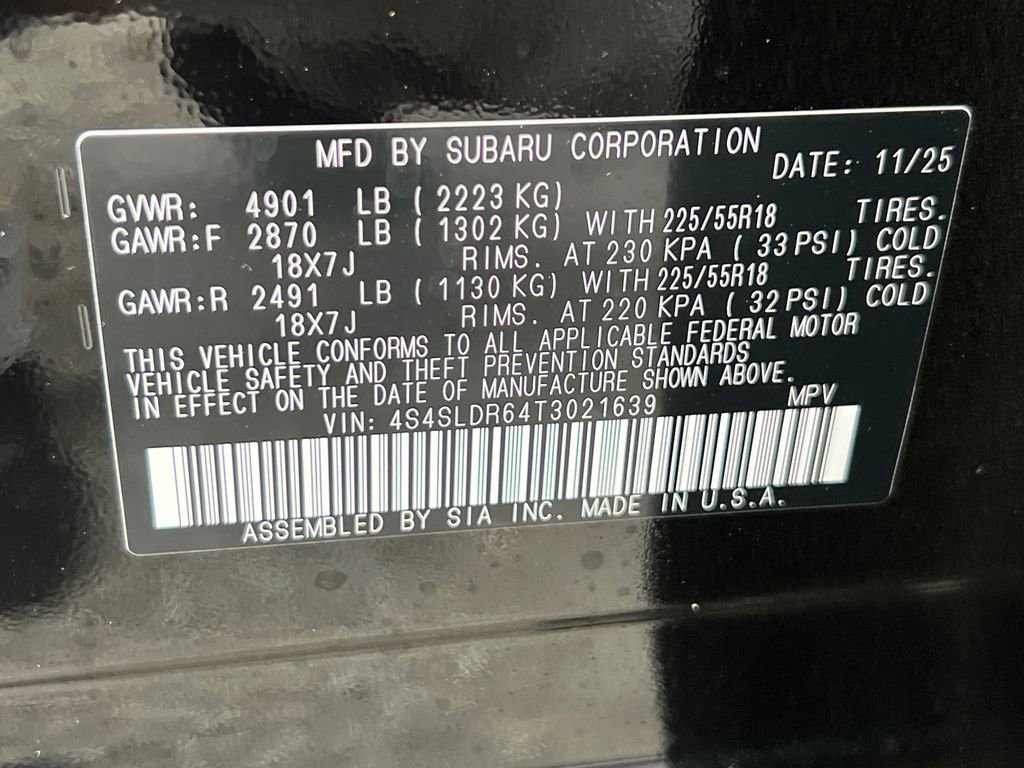 MFD BY SUBARU CORPORATION DATE: 11/25
GVWR: 4901 LB ( 2223 KG)
GAWR:F 2870 LB ( 1302 KG) WITH 225/55R18 TIRES.
18X7J RIMS. AT 230 KPA ( 33 PSI) COLD
GAWR:R 2491 LB ( 1130 KG) WITH 225/55R18 TIRES.
18X7J RIMS. AT 220 KPA ( 32 PSI) COLD
THIS VEHICLE CONFORMS TO ALL APPLICABLE FEDERAL MOTOR
VEHICLE SAFETY AND THEFT PREVENTION STANDARDS
IN EFFECT ON THE DATE OF MANUFACTURE SHOWN ABOVE.
VIN: 4S4SLDR64T3021639 MPV
ASSEMBLED BY SIA INC. MADE IN U.S.A.